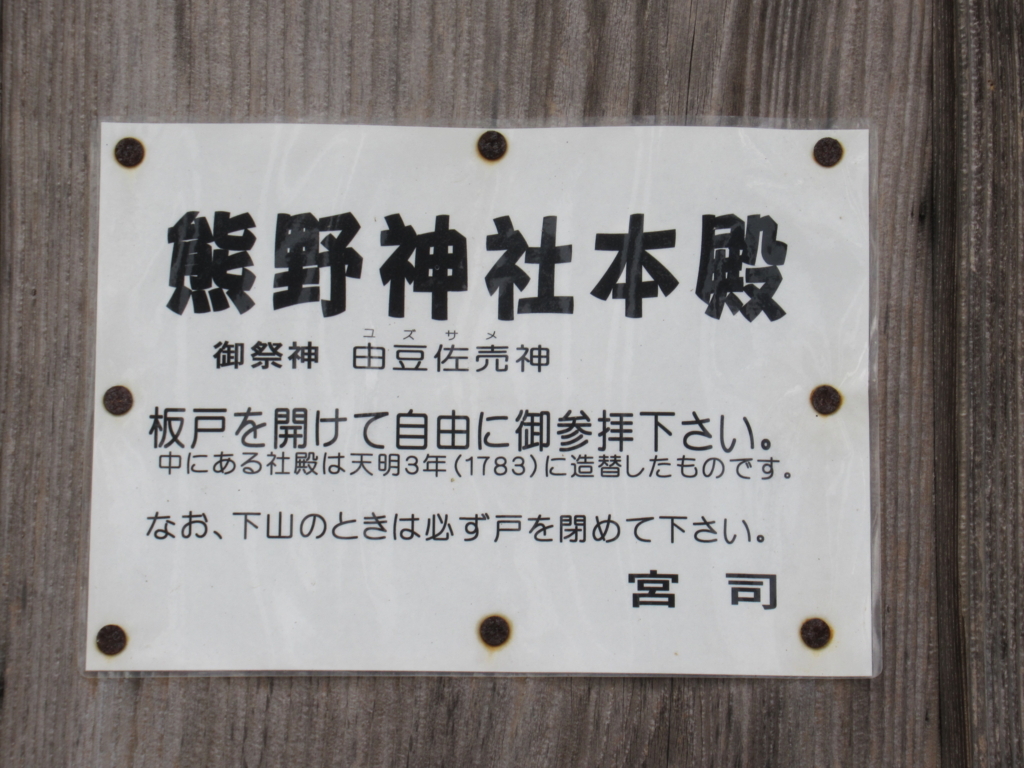 熊野神社本殿
ユズサメ
御祭神 由豆佐売神
板戸を開けて自由に御参拝下さい。
中にある社殿は天明3年(1783)に造替したものです。
なお、下山のときは必ず戸を閉めて下さい。
宮 司